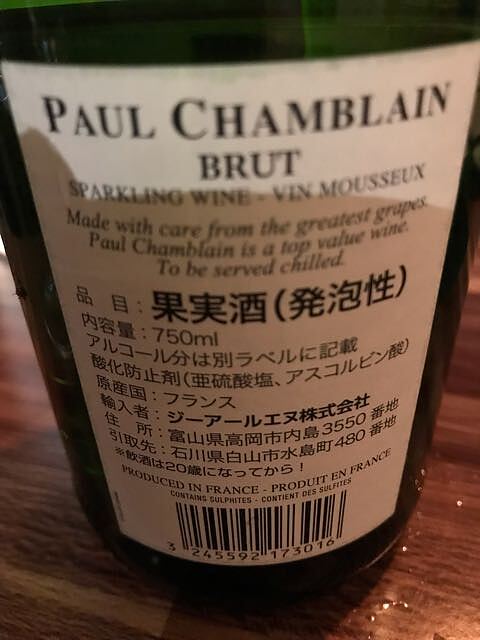 PAUL CHAMBLAIN
BRUT
SPARKLING WINE - VIN MOUSSEUX
Made with care from the greatest grapes.
Paul Chamblain is a top value wine.
To be served chilled.
品 目：果実酒（発泡性）
内容量：750ml
アルコール分は別ラベルに記載
酸化防止剤（亜硫酸塩、アスコルビン酸）
原産国：フランス
輸入者：ジーアールエヌ株式会社
住 所：富山県高岡市内島3550番地
引取先：石川県白山市水島町480番地
※飲酒は20歳になってから！
PRODUCED IN FRANCE - PRODUIT EN FRANCE
CONTAINS SULPHITES - CONTIENT DES SULFITES
3 245592 173016